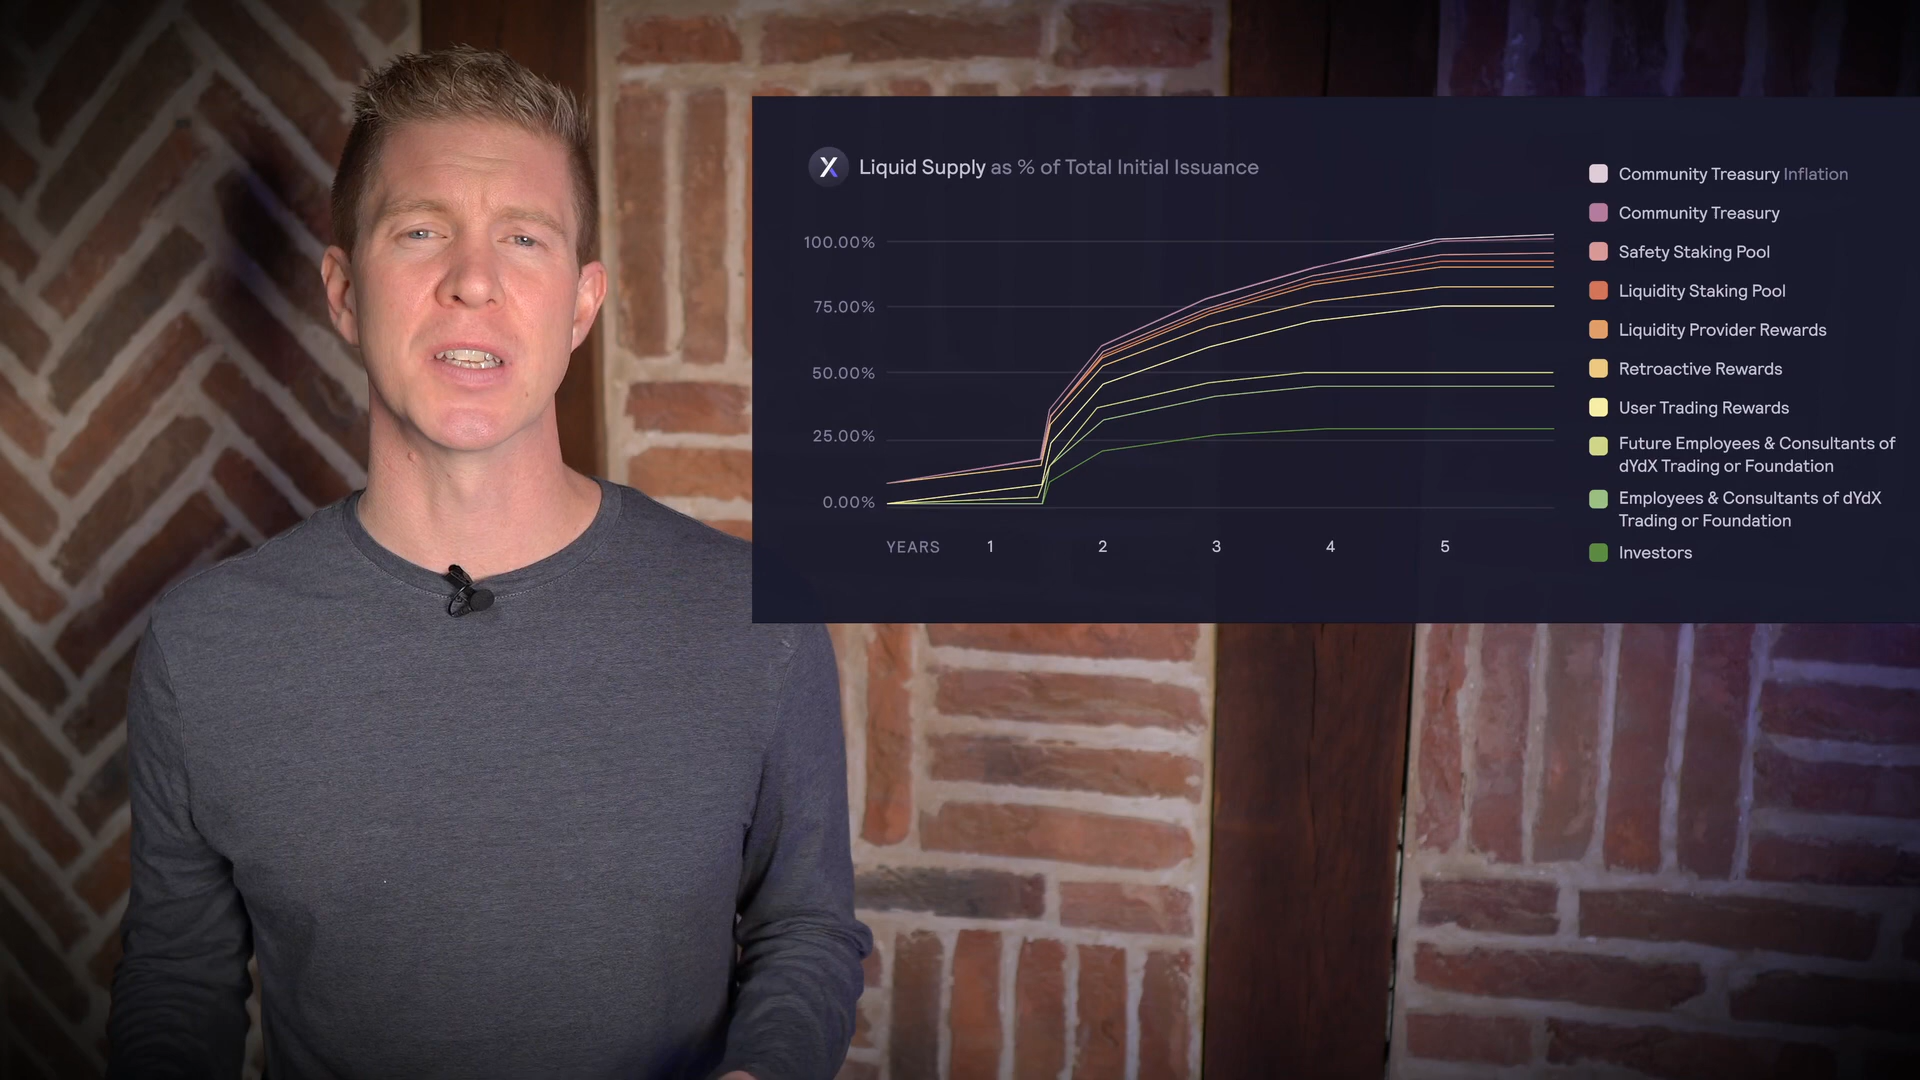 Liquid Supply as % of Total Initial Issuance
100.00%
75.00%
50.00%
25.00%
0.00%
YEARS 1 2 3 4 5
Community Treasury Inflation
Community Treasury
Safety Staking Pool
Liquidity Staking Pool
Liquidity Provider Rewards
Retroactive Rewards
User Trading Rewards
Future Employees & Consultants of
dYdX Trading or Foundation
Employees & Consultants of dYdX
Trading or Foundation
Investors